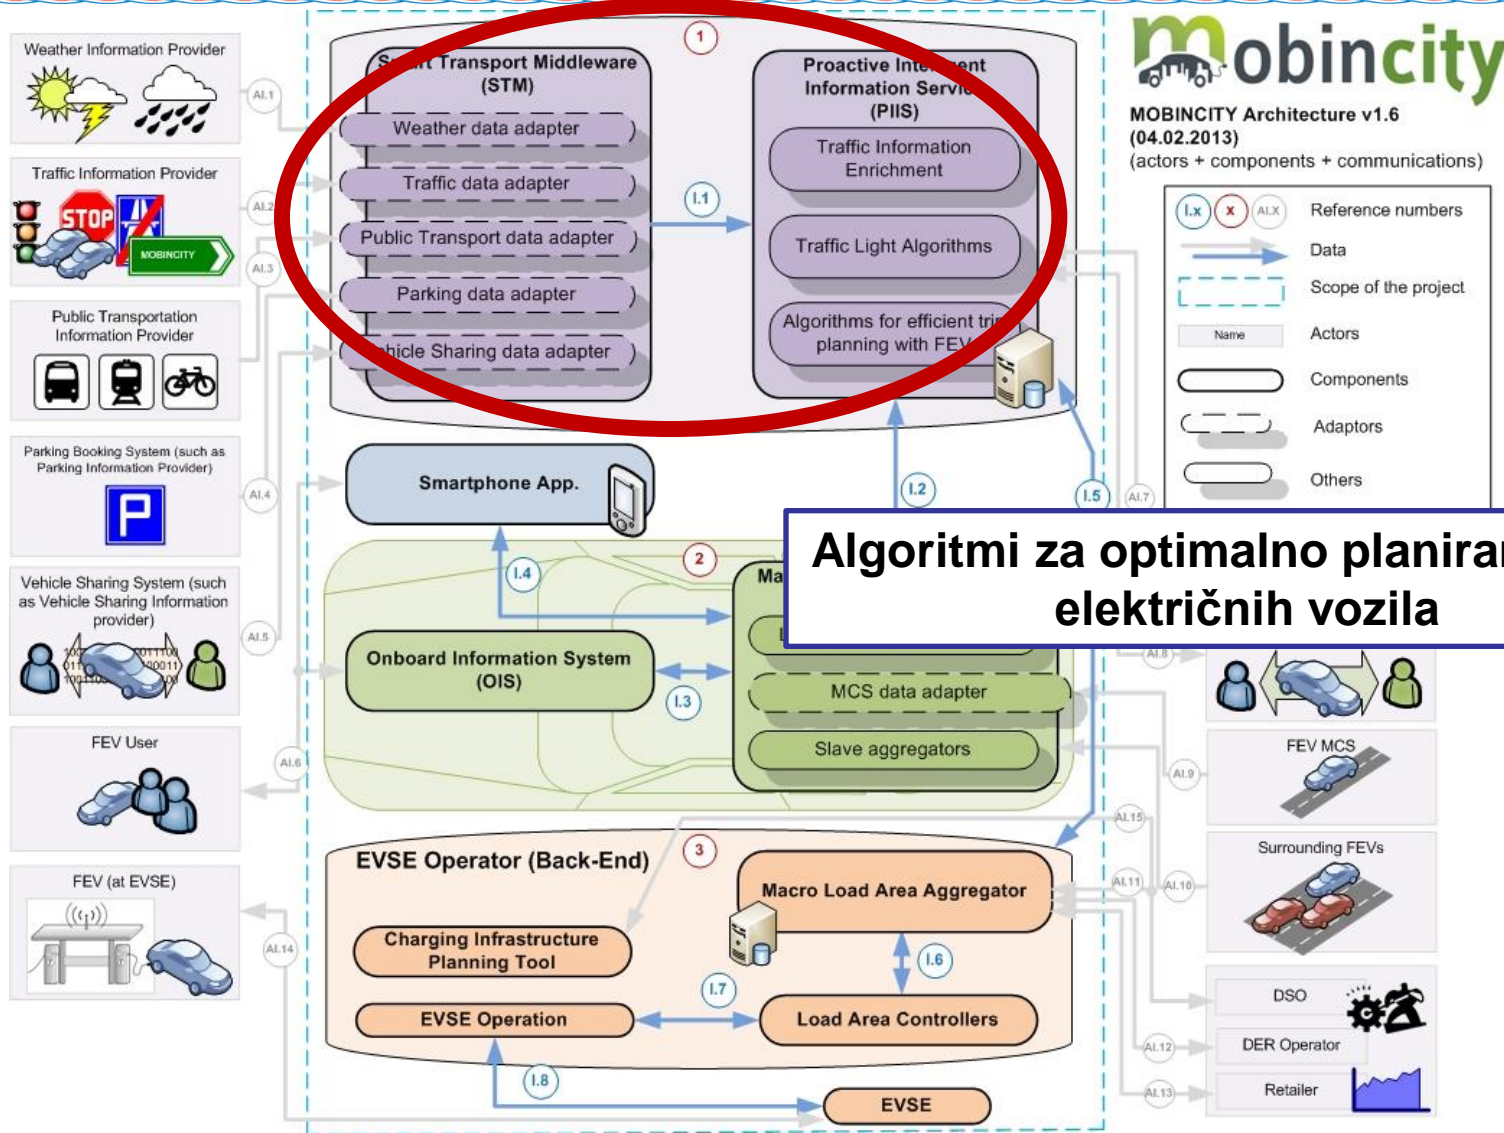 mobincity
MOBINCITY Architecture v1.6
(04.02.2013)
(actors + components + communications)
I.x
x
AI.X
Reference numbers
Data
Scope of the project
Name
Actors
Components
Adaptors
Others
Weather Information Provider
AI.1
Traffic Information Provider
STOP
MOBINCITY
AI.2
AI.3
Public Transportation
Information Provider
Parking Booking System (such as
Parking Information Provider)
P
AI.4
Vehicle Sharing System (such
as Vehicle Sharing Information
provider)
AI.5
FEV User
AI.6
FEV (at EVSE)
AI.14
1
Transport Middleware
(STM)
Weather data adapter
Traffic data adapter
Public Transport data adapter
Parking data adapter
Sharing data adapter
I.1
Proactive
Information
(PIIS)
Traffic Information
Enrichment
Traffic Light Algorithms
Algorithms for efficient
planning with
Smartphone App.
I.2
I.5
AI.7
Algoritmi za optimalno
električnih vozila
2
I.4
Onboard Information System
(OIS)
I.3
MCS data adapter
Slave aggregators
AI.8
FEV MCS
AI.9
AI.15
Surrounding FEVs
AI.11
AI.10
3
EVSE Operator (Back-End)
Macro Load Area Aggregator
Charging Infrastructure
Planning Tool
I.6
I.7
EVSE Operation
Load Area Controllers
I.8
EVSE
DSO
DER Operator
Retailer
AI.12
AI.13